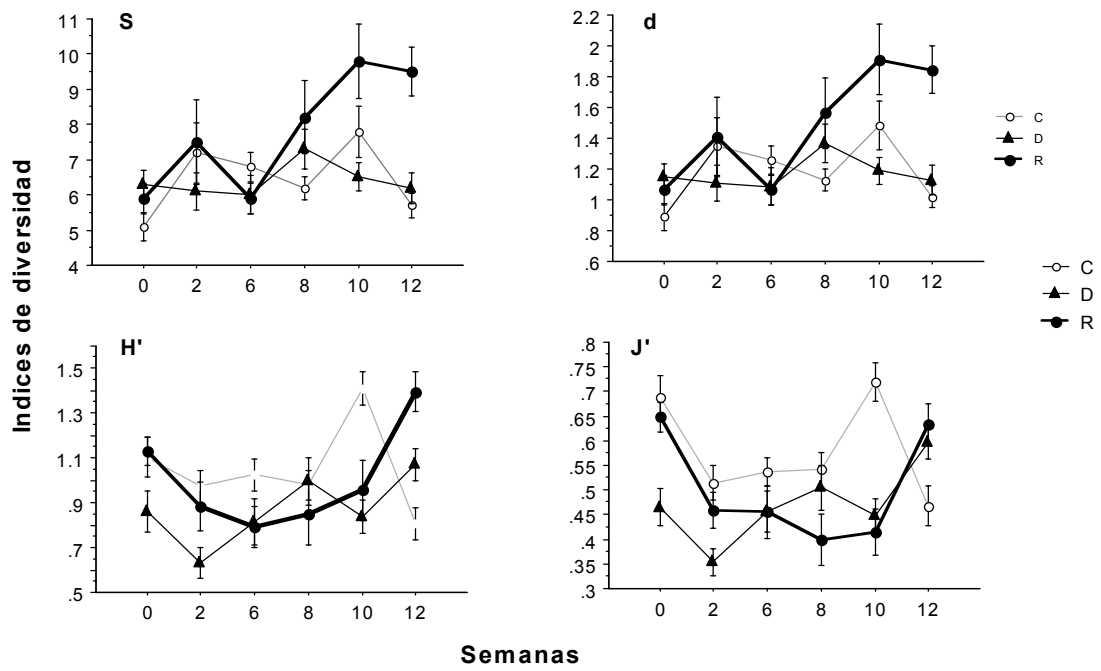 S
11
10
9
8
7
6
5
4
0 2 6 8 10 12
d
2.2
2
1.8
1.6
1.4
1.2
1
.8
.6
0 2 6 8 10 12
C
D
R
C
D
R
Indices de diversidad
H'
1.5
1.3
1.1
.9
.7
.5
0 2 6 8 10 12
J'
.8
.75
.7
.65
.6
.55
.5
.45
.4
.35
.3
0 2 6 8 10 12
Semanas